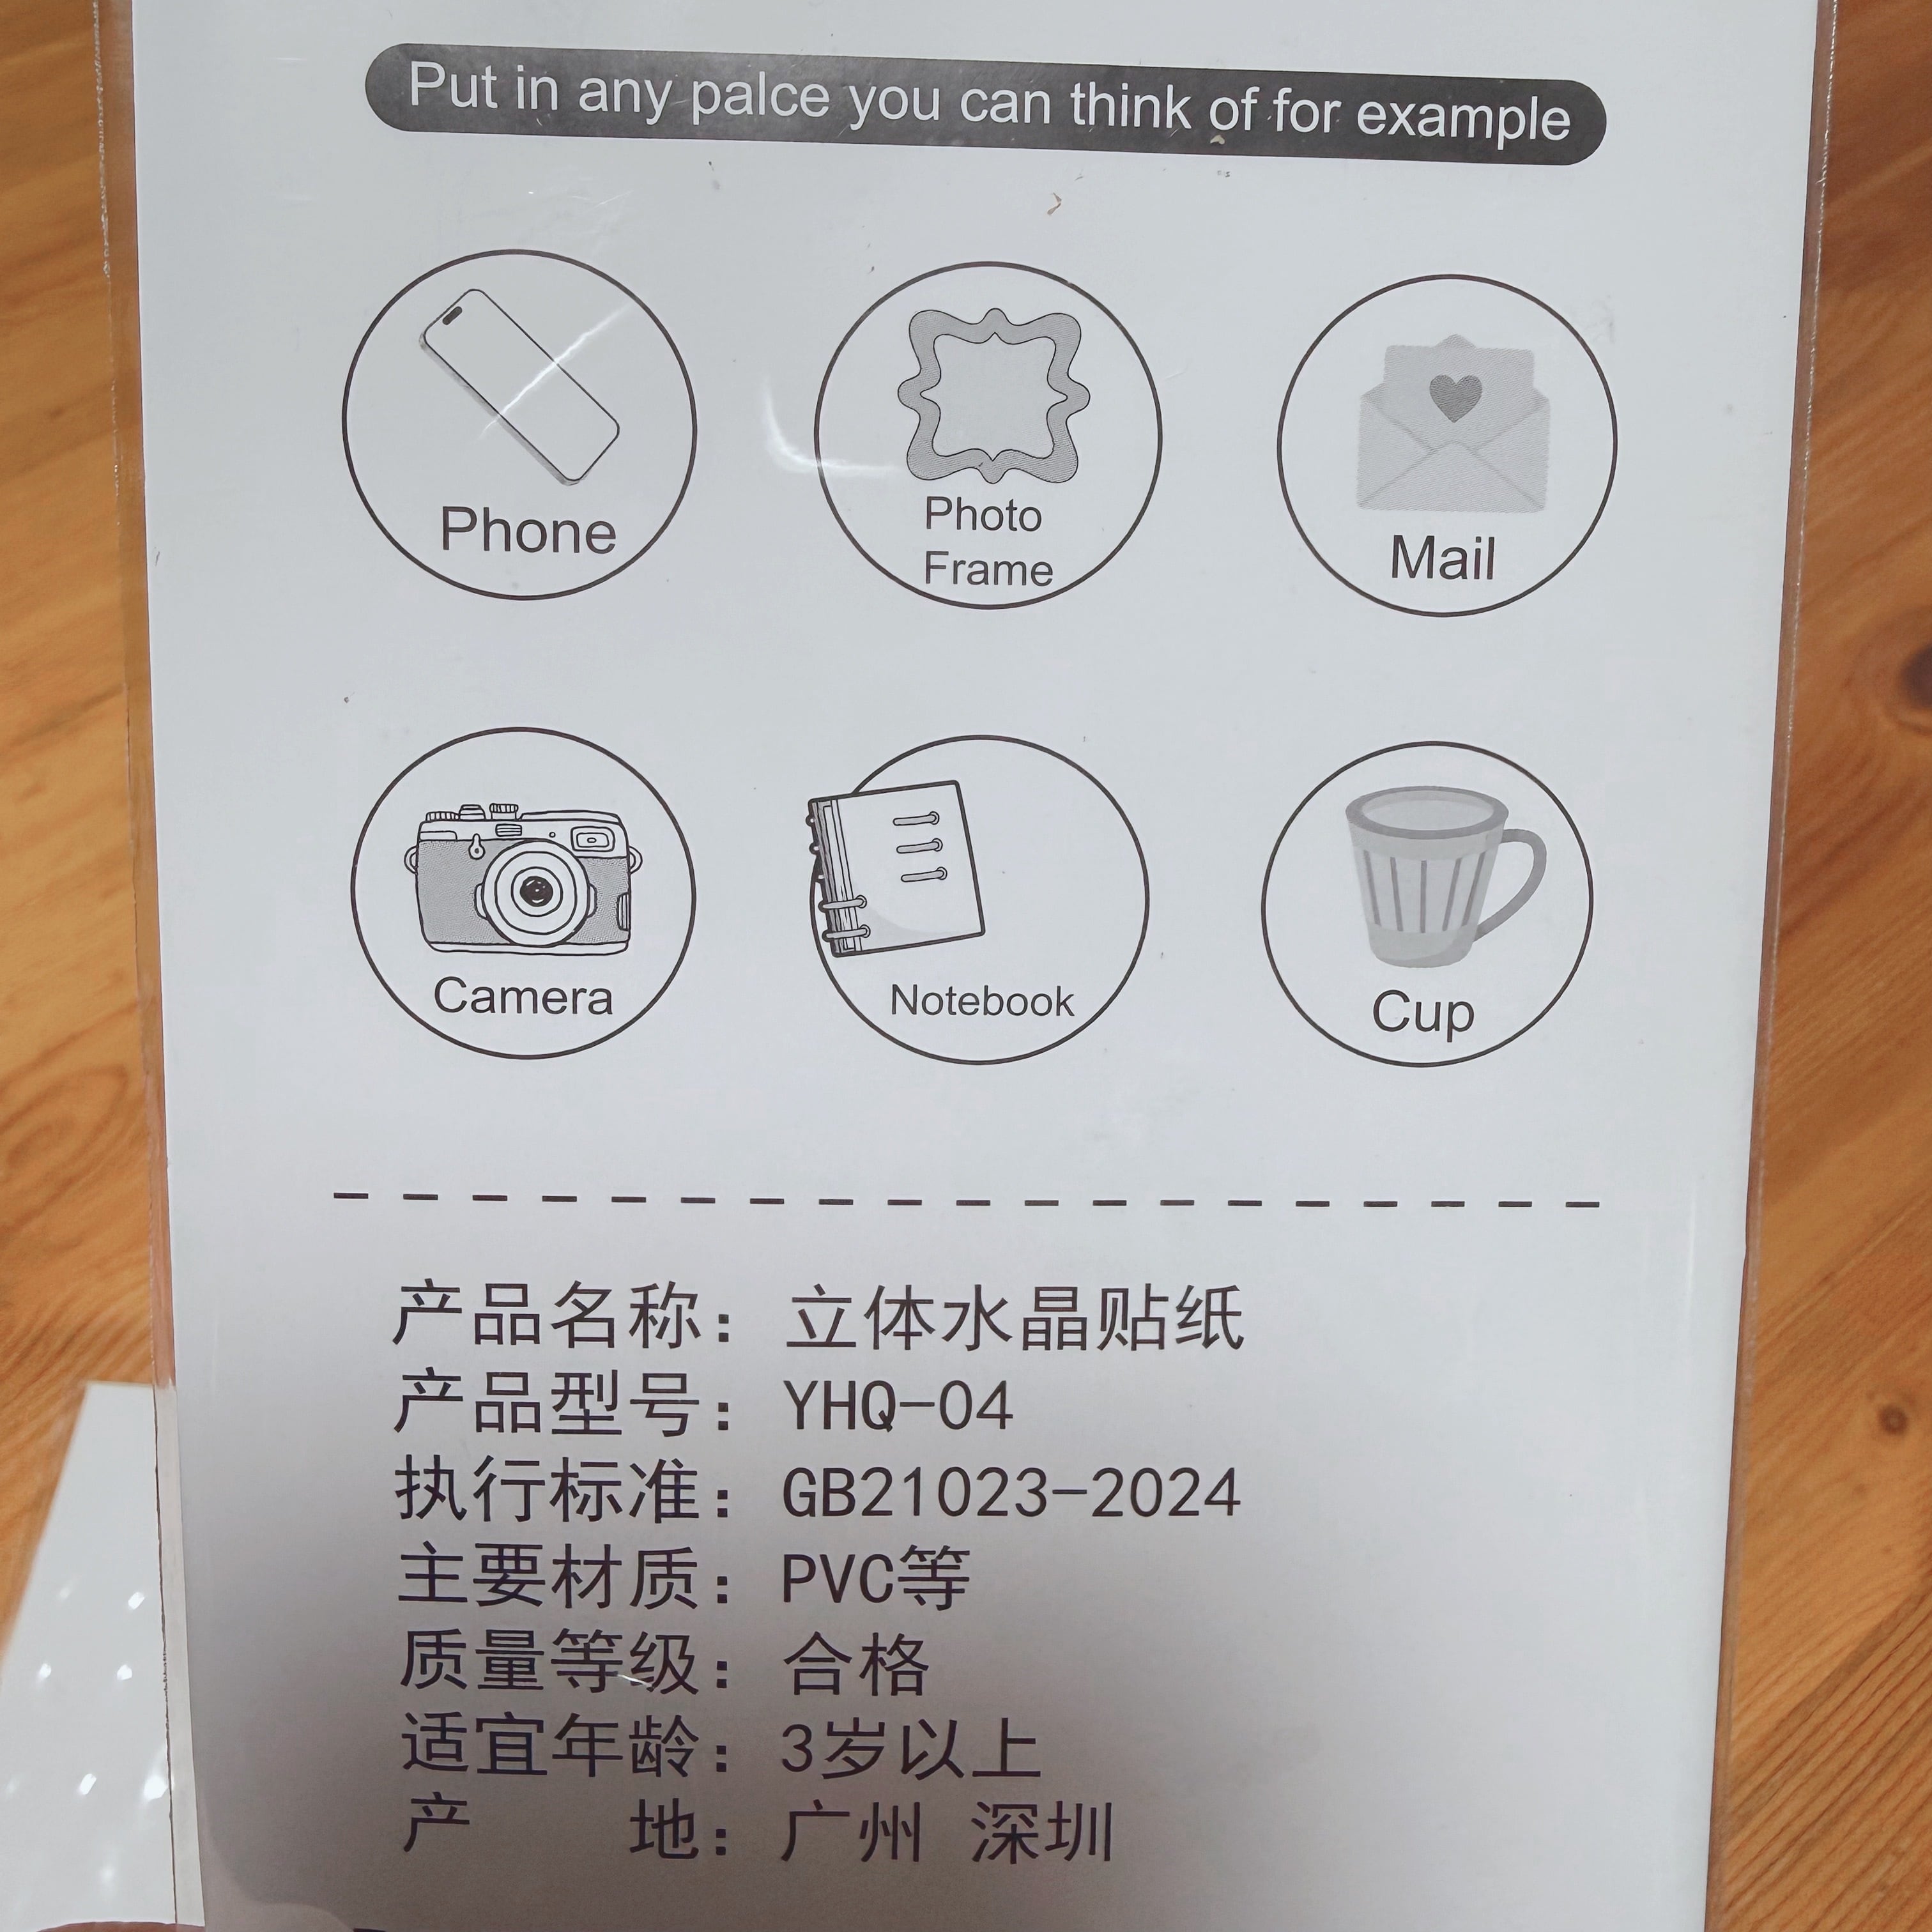 Put in any palce you can think of for example
Phone
Photo
Frame
Mail
Camera
Notebook
Cup
产品名称：立体水晶贴纸
产品型号：YHQ-04
执行标准：GB21023-2024
主要材质：PVC等
质量等级：合格
适宜年龄：3岁以上
产 地：广州 深圳